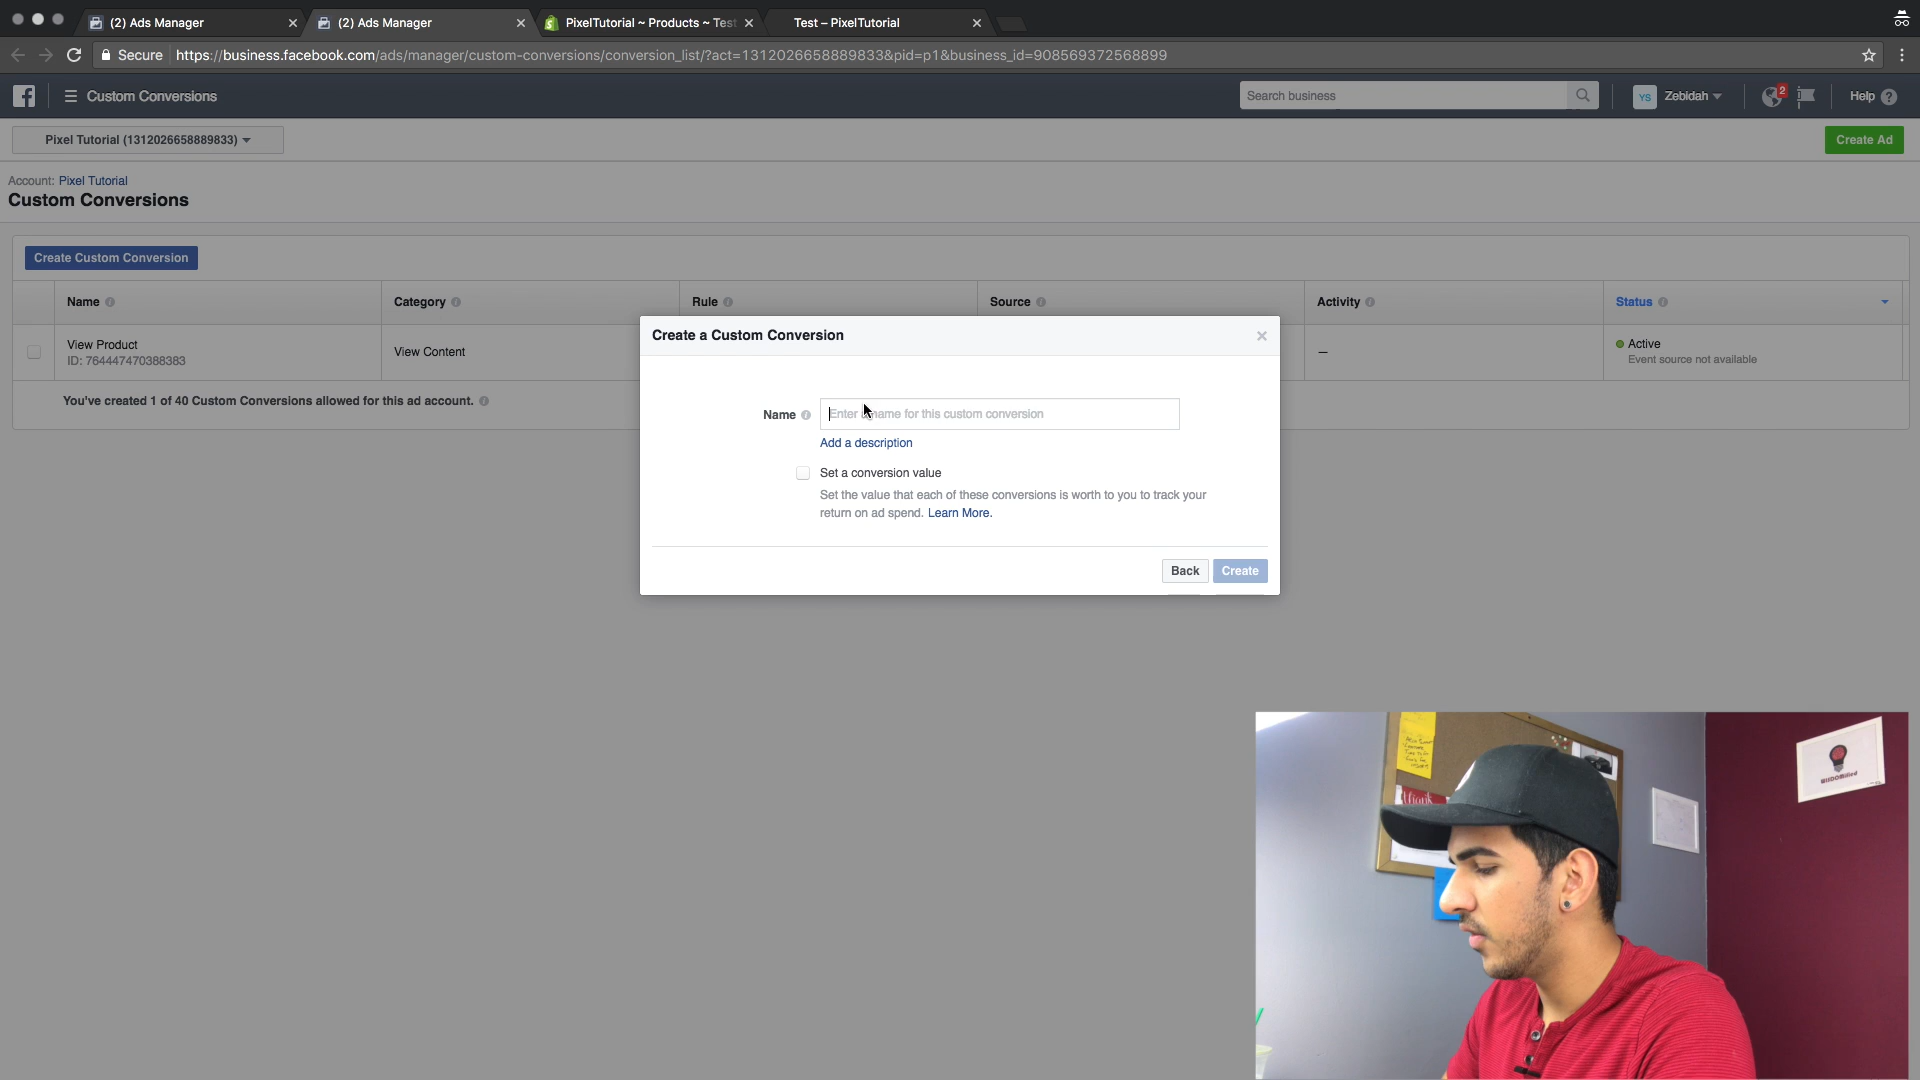 (2) Ads Manager
(2) Ads Manager
PixelTutorial ~ Products ~ Test
Test – PixelTutorial
Secure
https://business.facebook.com/ads/manager/custom-conversions/conversion_list/?act=1312026658889833&pid=p1&business_id=908569372568899
Custom Conversions
Search business
YS
Zebidah
2
Help
Pixel Tutorial (1312026658889833)
Create Ad
Account: Pixel Tutorial
Custom Conversions
Create Custom Conversion
Name
Category
Rule
Source
Activity
Status
View Product
ID: 764447470388383
View Content
—
Active
Event source not available
You've created 1 of 40 Custom Conversions allowed for this ad account.
Create a Custom Conversion
Name
Enter a name for this custom conversion
Add a description
Set a conversion value
Set the value that each of these conversions is worth to you to track your
return on ad spend. Learn More.
Back
Create